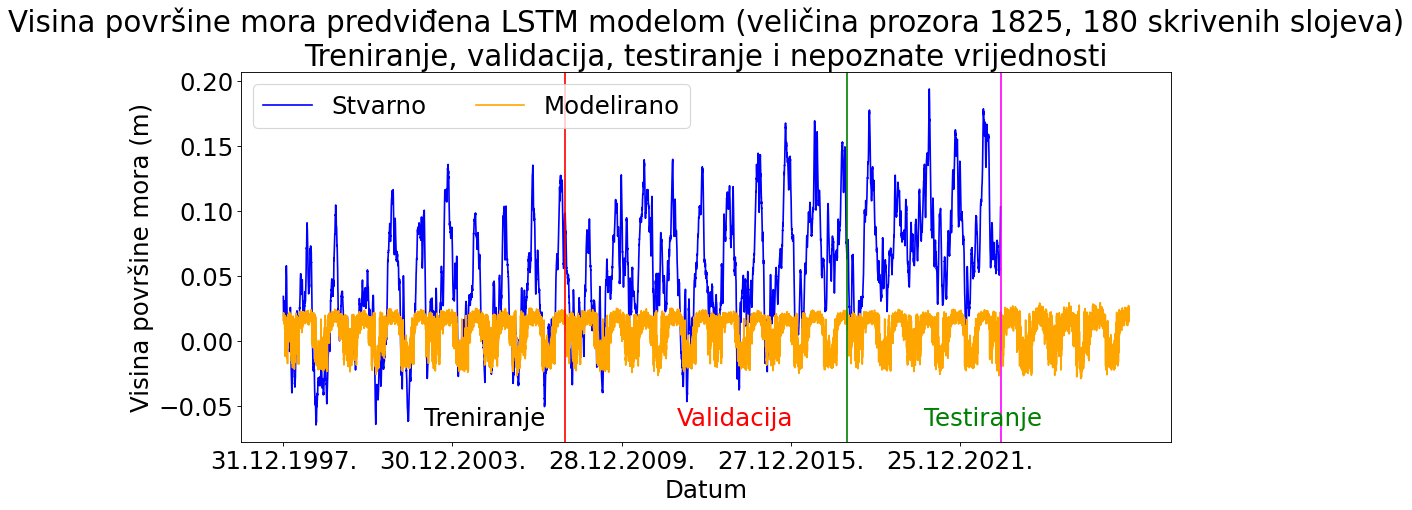 Visina površine mora predviđena LSTM modelom (veličina prozora 1825, 180 skrivenih slojeva)
Treniranje, validacija, testiranje i nepoznate vrijednosti
Stvarno Modelirano
Visina površine mora (m)
0.20
0.15
0.10
0.05
0.00
−0.05
Treniranje Validacija Testiranje
31.12.1997. 30.12.2003. 28.12.2009. 27.12.2015. 25.12.2021.
Datum